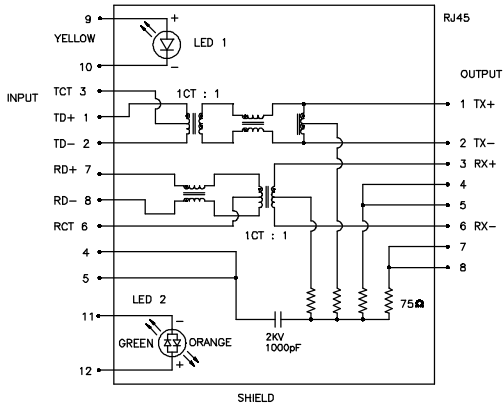 9 +
RJ45
YELLOW
LED 1
10 −
OUTPUT
TCT 3
1CT : 1
INPUT
1 TX+
TD+ 1
TD− 2
2 TX−
3 RX+
RD+ 7
4
RD− 8
5
RCT 6
6 RX−
1CT : 1
4
7
5
8
LED 2
75Ω
11 −
GREEN
ORANGE
2KV
1000pF
12 +
SHIELD